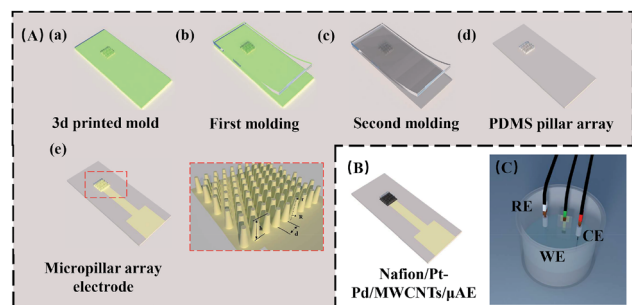 (A) (a) (b) (c) (d)
3d printed mold First molding Second molding PDMS pillar array
(e)
h
d
Micropillar array
electrode
(B)
Nafion/Pt-
Pd/MWCNTs/μAE
(C)
RE
CE
WE